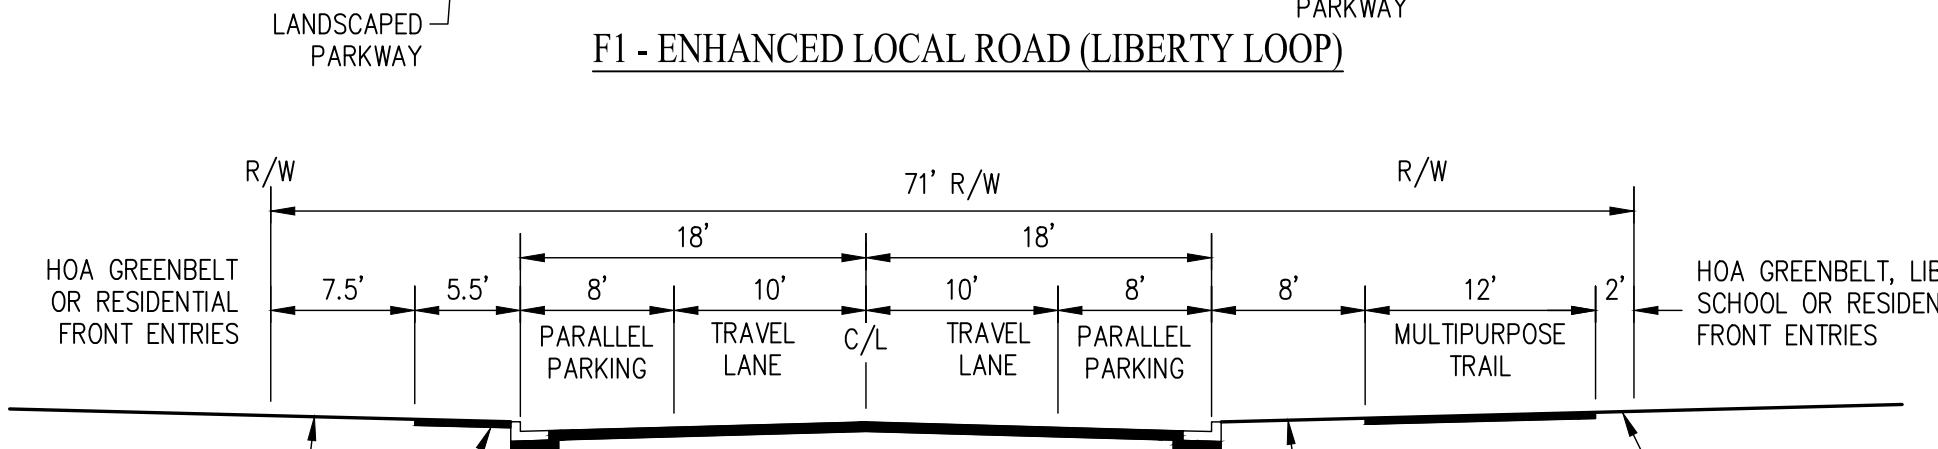 LANDSCAPED
PARKWAY
PARKWAY
F1 - ENHANCED LOCAL ROAD (LIBERTY LOOP)
R/W
71' R/W
R/W
18'
18'
HOA GREENBELT
OR RESIDENTIAL
FRONT ENTRIES
7.5'
5.5'
8'
10'
10'
8'
8'
12'
2'
PARALLEL
PARKING
TRAVEL
LANE
C/L
TRAVEL
LANE
PARALLEL
PARKING
MULTIPURPOSE
TRAIL
HOA GREENBELT, LIB
SCHOOL OR RESIDEN
FRONT ENTRIES